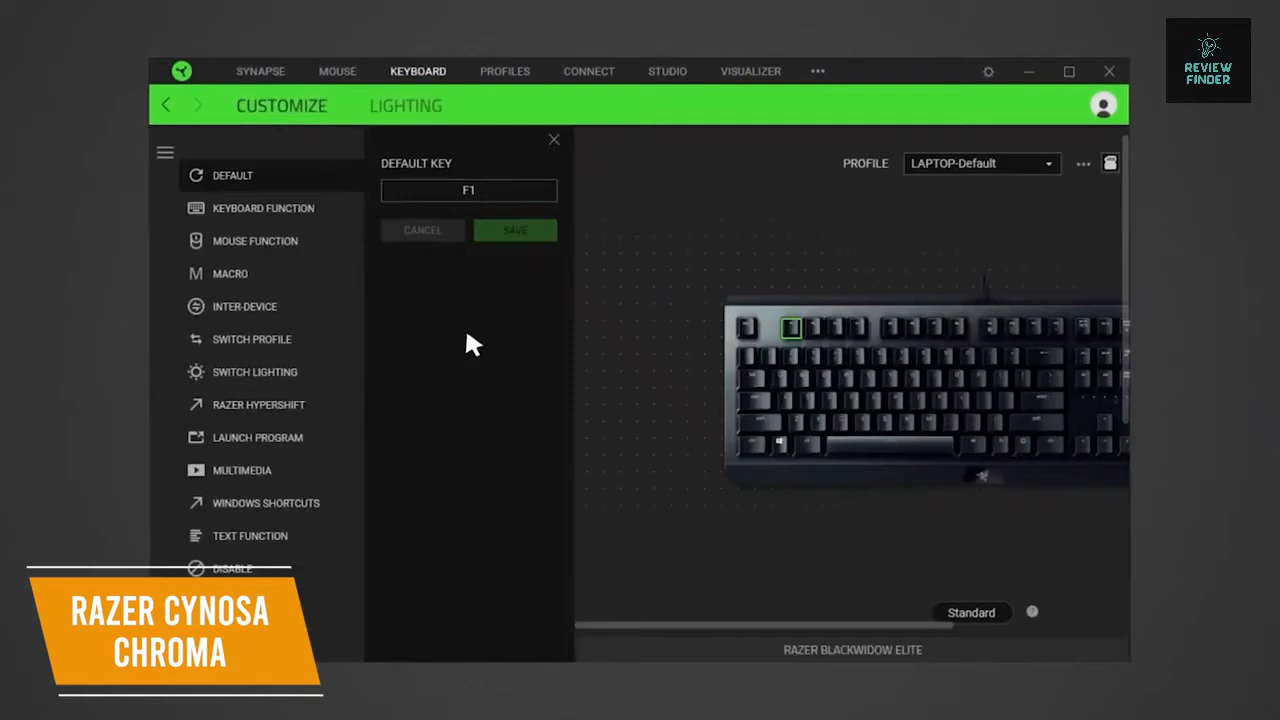 REVIEW
FINDER
SYNAPSE MOUSE KEYBOARD PROFILES CONNECT STUDIO VISUALIZER
CUSTOMIZE LIGHTING
DEFAULT
KEYBOARD FUNCTION
MOUSE FUNCTION
MACRO
INTER-DEVICE
SWITCH PROFILE
SWITCH LIGHTING
RAZER HYPERSHIFT
LAUNCH PROGRAM
MULTIMEDIA
WINDOWS SHORTCUTS
TEXT FUNCTION
DISABLE
DEFAULT KEY
F1
CANCEL SAVE
PROFILE LAPTOP-Default
Standard
RAZER BLACKWIDOW ELITE
RAZER CYNOSA
CHROMA